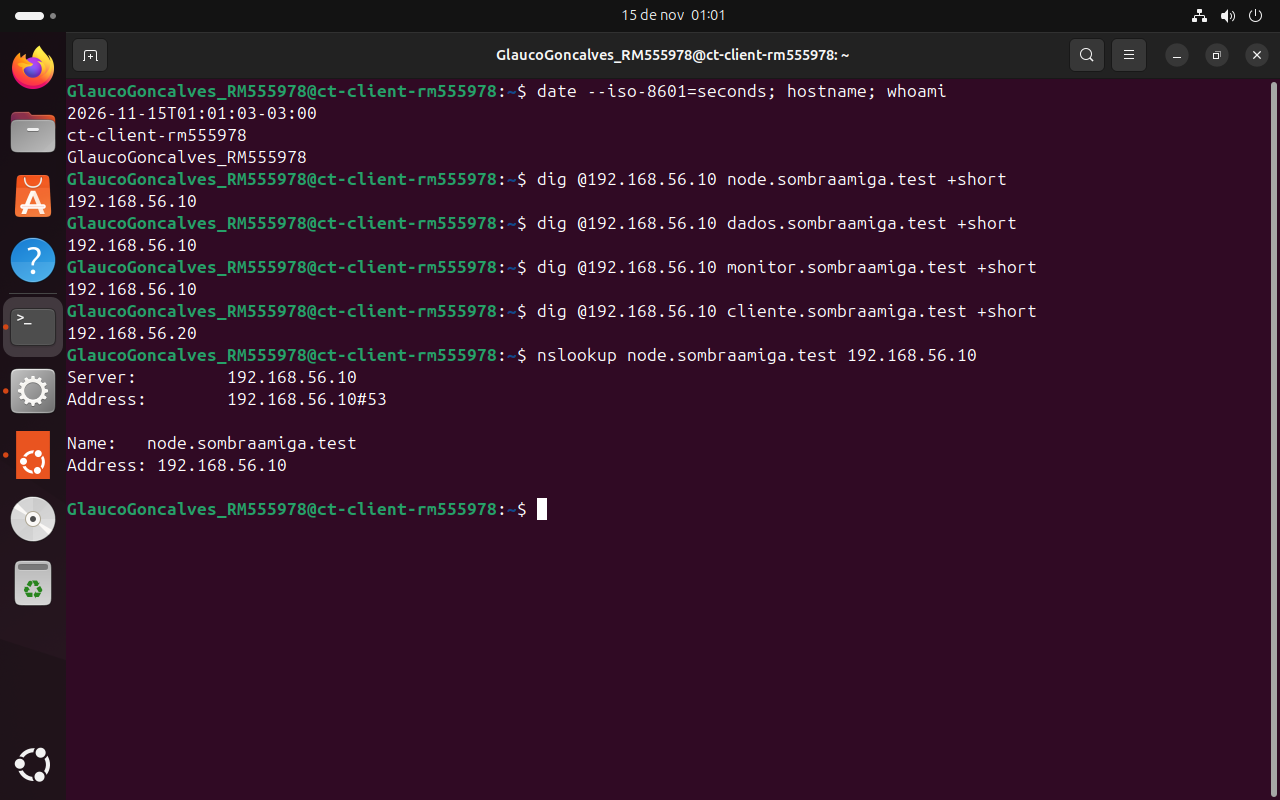 15 de nov 01:01
GlaucoGoncalves_RM555978@ct-client-rm555978: ~
GlaucoGoncalves_RM555978@ct-client-rm555978:~$ date --iso-8601=seconds; hostname; whoami
2026-11-15T01:01:03-03:00
ct-client-rm555978
GlaucoGoncalves_RM555978
GlaucoGoncalves_RM555978@ct-client-rm555978:~$ dig @192.168.56.10 node.sombraamiga.test +short
192.168.56.10
GlaucoGoncalves_RM555978@ct-client-rm555978:~$ dig @192.168.56.10 dados.sombraamiga.test +short
192.168.56.10
GlaucoGoncalves_RM555978@ct-client-rm555978:~$ dig @192.168.56.10 monitor.sombraamiga.test +short
192.168.56.10
GlaucoGoncalves_RM555978@ct-client-rm555978:~$ dig @192.168.56.10 cliente.sombraamiga.test +short
192.168.56.20
GlaucoGoncalves_RM555978@ct-client-rm555978:~$ nslookup node.sombraamiga.test 192.168.56.10
Server:         192.168.56.10
Address:        192.168.56.10#53
Name:   node.sombraamiga.test
Address: 192.168.56.10
GlaucoGoncalves_RM555978@ct-client-rm555978:~$